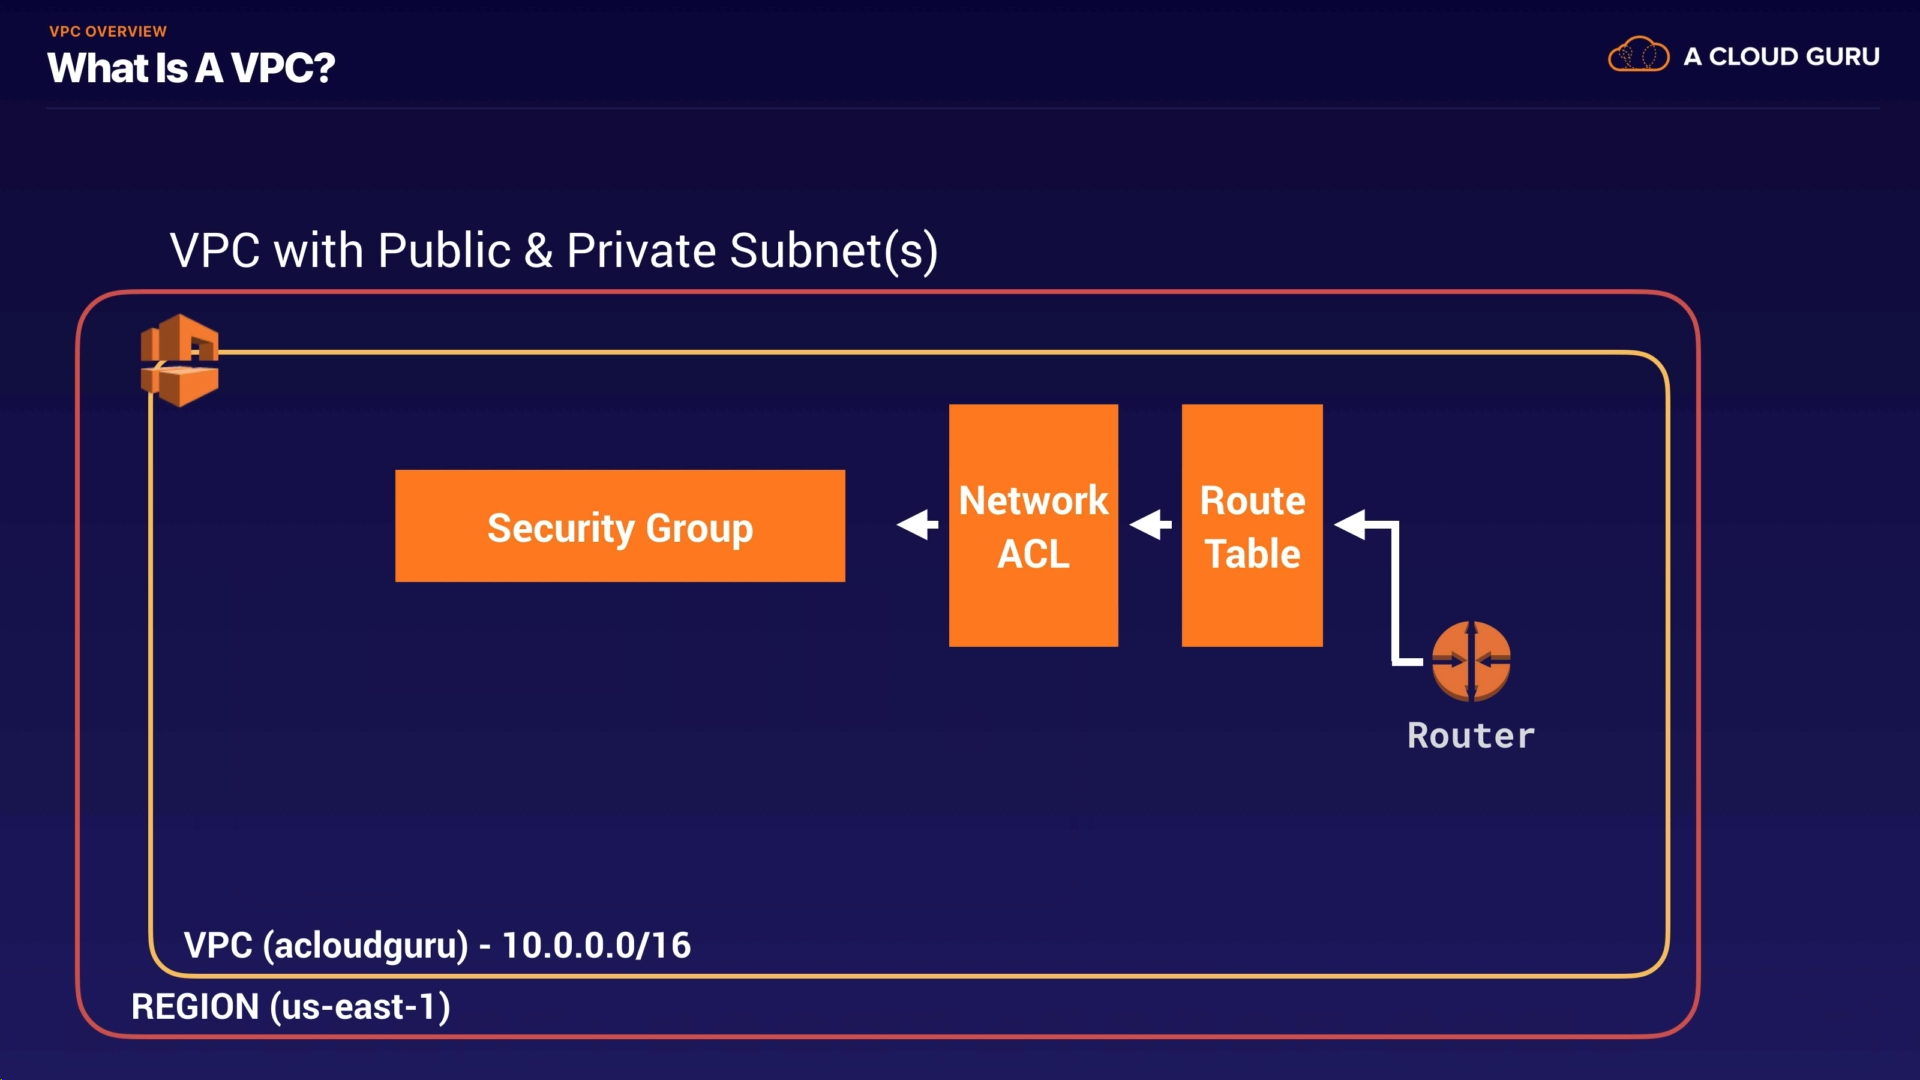 VPC OVERVIEW
What Is A VPC?
A CLOUD GURU
VPC with Public & Private Subnet(s)
Security Group
Network
ACL
Route
Table
Router
VPC (acloudguru) - 10.0.0.0/16
REGION (us-east-1)